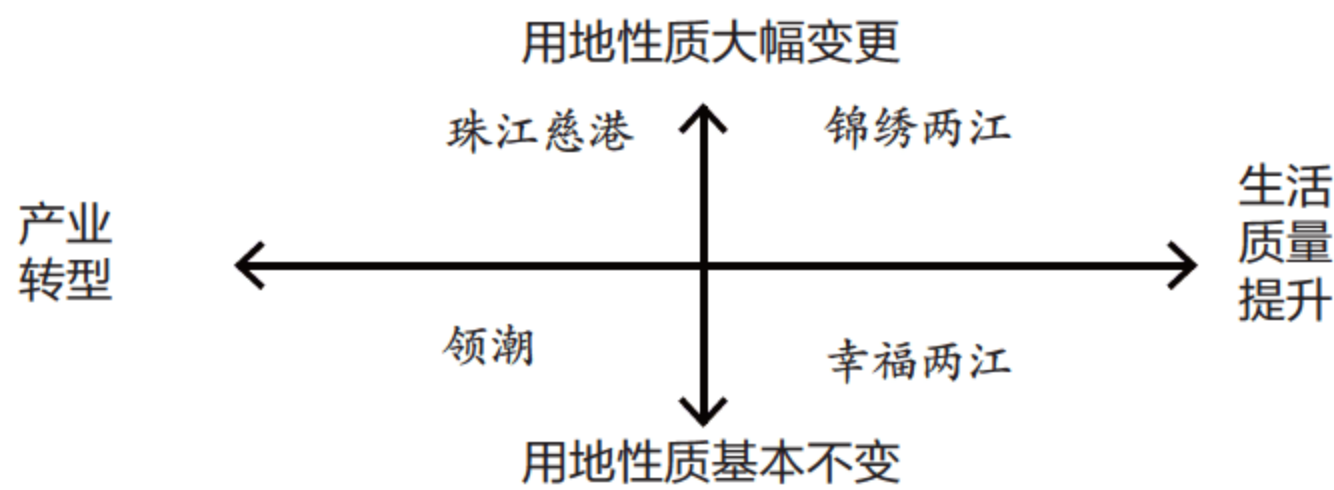 用地性质大幅变更
珠江慈港
锦绣两江
产业
转型
生活
质量
提升
领潮
幸福两江
用地性质基本不变